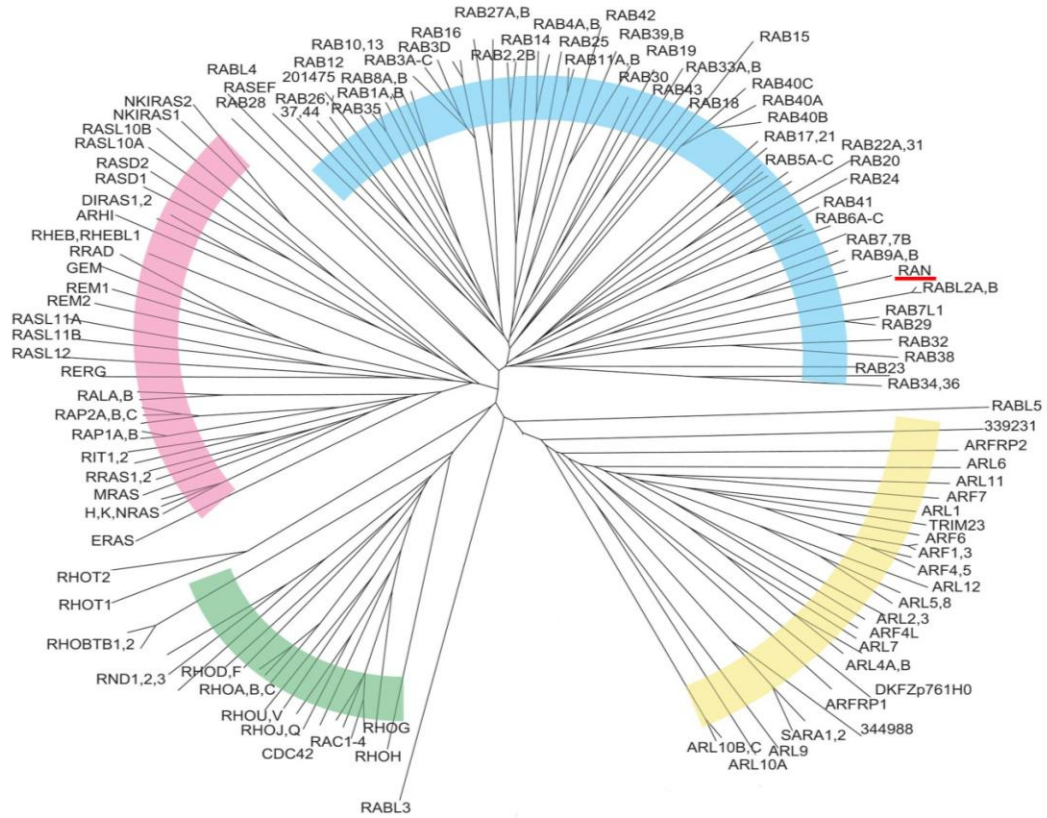 RAB27A,B
RAB42
RAB4A,B
RAB16
RAB14
RAB39,B
RAB15
RAB10,13
RAB3D
RAB25
RAB19
RAB12
RAB3A-C
RAB2,2B
RAB11A,B
RAB33A,B
RABL4
201475
RAB8A,B
RAB30
RASEF
RAB40C
RAB28
RAB26,
RAB1A,B
RAB43
NKIRAS2
37,44
RAB35
RAB18
RAB40A
NKIRAS1
RAB40B
RASL10B
RAB17,21
RASL10A
RAB22A,31
RASD2
RAB5A-C
RAB20
RASD1
RAB24
DIRAS1,2
RAB41
ARHI
RAB6A-C
RHEB,RHEBL1
RAB7,7B
RRAD
RAB9A,B
GEM
RAN
REM1
RABL2A,B
REM2
RAB7L1
RASL11A
RAB29
RASL11B
RAB32
RASL12
RAB38
RERG
RAB23
RAB34,36
RALA,B
RABL5
RAP2A,B,C
339231
RAP1A,B
ARFRP2
RIT1,2
ARL6
RRAS1,2
ARL11
MRAS
ARF7
H,K,NRAS
ARL1
TRIM23
ERAS
ARF6
ARF1,3
RHOT2
ARF4,5
ARL12
RHOT1
ARL5,8
ARL2,3
ARF4L
RHOBTB1,2
ARL7
ARL4A,B
RHOD,F
RND1,2,3
RHOA,B,C
DKFZp761H0
ARFRP1
RHOU,V
RHOG
344988
RHOJ,Q
SARA1,2
RAC1-4
ARL10B,C
ARL9
CDC42
RHOH
ARL10A
RABL3